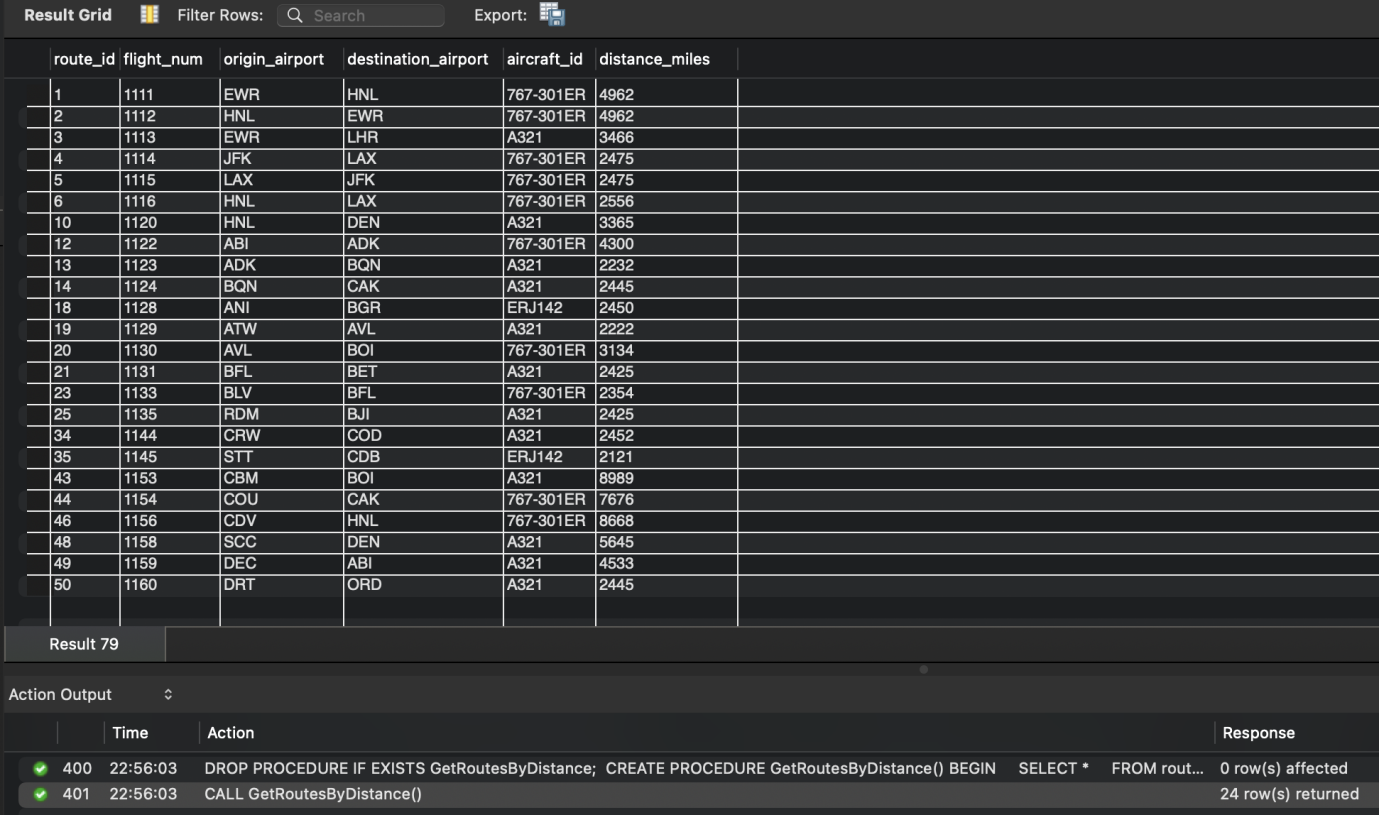 Result Grid Filter Rows: Search Export:
route_id flight_num origin_airport destination_airport aircraft_id distance_miles
1 1111 EWR HNL 767-301ER 4962
2 1112 HNL EWR 767-301ER 4962
3 1113 EWR LHR A321 3466
4 1114 JFK LAX 767-301ER 2475
5 1115 LAX JFK 767-301ER 2475
6 1116 HNL LAX 767-301ER 2556
10 1120 HNL DEN A321 3365
12 1122 ABI ADK 767-301ER 4300
13 1123 ADK BQN A321 2232
14 1124 BQN CAK A321 2445
18 1128 ANI BGR ERJ142 2450
19 1129 ATW AVL A321 2222
20 1130 AVL BOI 767-301ER 3134
21 1131 BFL BET A321 2425
23 1133 BLV BFL 767-301ER 2354
25 1135 RDM BJI A321 2425
34 1144 CRW COD A321 2452
35 1145 STT CDB ERJ142 2121
43 1153 CBM BOI A321 8989
44 1154 COU CAK 767-301ER 7676
46 1156 CDV HNL 767-301ER 8668
48 1158 SCC DEN A321 5645
49 1159 DEC ABI A321 4533
50 1160 DRT ORD A321 2445
Result 79
Action Output
Time Action Response
400 22:56:03 DROP PROCEDURE IF EXISTS GetRoutesByDistance; CREATE PROCEDURE GetRoutesByDistance() BEGIN SELECT * FROM rout... 0 row(s) affected
401 22:56:03 CALL GetRoutesByDistance() 24 row(s) returned